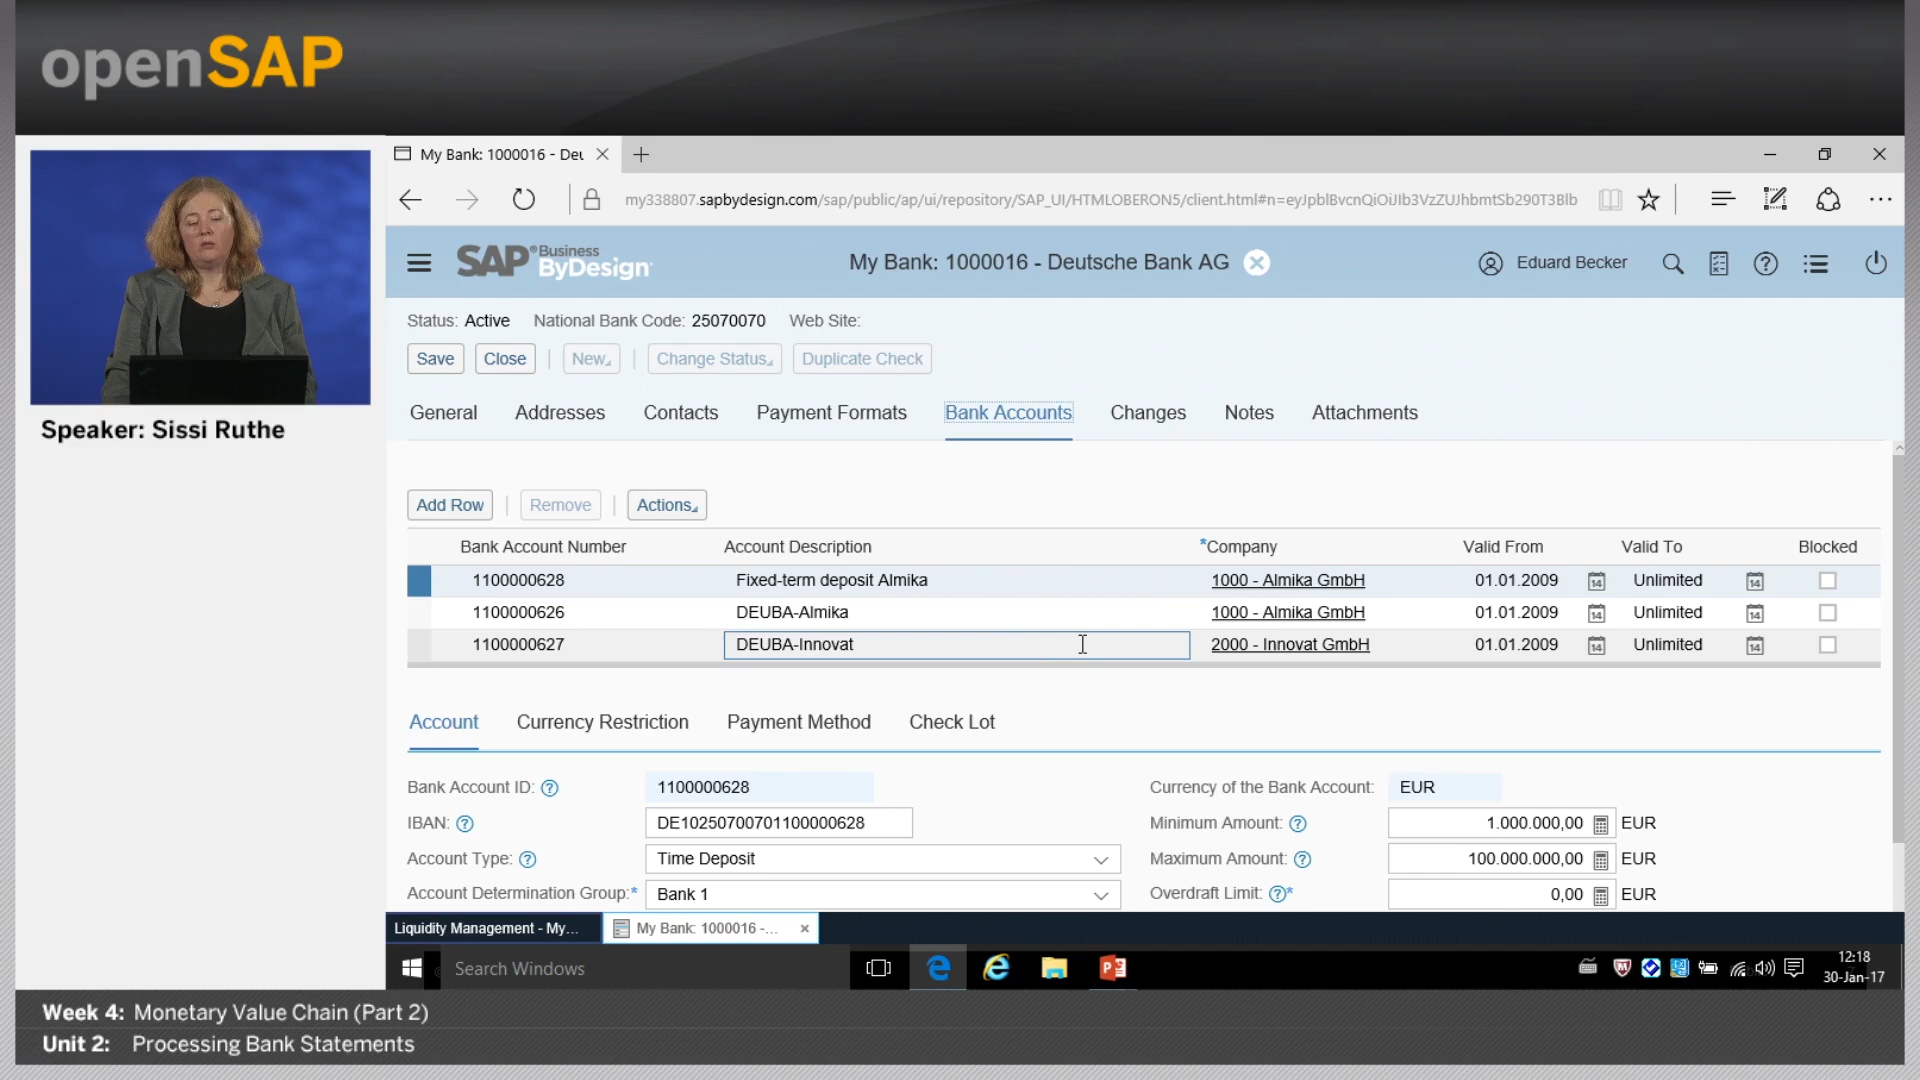 openSAP
Speaker: Sissi Ruthe
My Bank: 1000016 - Deu
my338807.sapbydesign.com/sap/public/ap/ui/repository/SAP_UI/HTMLOBERON5/client.html#n=eyJpblBvcnQiOiJIb3VzZUJhbmtSb290T3Blb
SAP Business ByDesign
My Bank: 1000016 - Deutsche Bank AG
Eduard Becker
Status: Active National Bank Code: 25070070 Web Site:
Save Close New Change Status Duplicate Check
General Addresses Contacts Payment Formats Bank Accounts Changes Notes Attachments
Add Row Remove Actions
Bank Account Number Account Description *Company Valid From Valid To Blocked
1100000628 Fixed-term deposit Almika 1000 - Almika GmbH 01.01.2009 14 Unlimited 14
1100000626 DEUBA-Almika 1000 - Almika GmbH 01.01.2009 14 Unlimited 14
1100000627 DEUBA-Innovat 2000 - Innovat GmbH 01.01.2009 14 Unlimited 14
Account Currency Restriction Payment Method Check Lot
Bank Account ID: ? 1100000628 Currency of the Bank Account: EUR
IBAN: ? DE10250700701100000628 Minimum Amount: ? 1.000.000,00 EUR
Account Type: ? Time Deposit Maximum Amount: ? 100.000.000,00 EUR
Account Determination Group:* Bank 1 Overdraft Limit: ?* 0,00 EUR
Liquidity Management - My... My Bank: 1000016 -...
Search Windows
12:18
30-Jan-17
Week 4: Monetary Value Chain (Part 2)
Unit 2: Processing Bank Statements